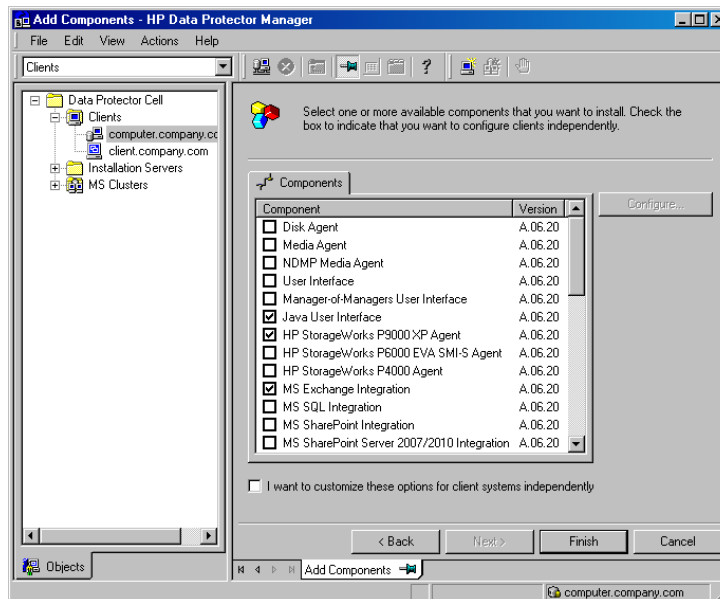 Add Components - HP Data Protector Manager
File Edit View Actions Help
Clients
Data Protector Cell
Clients
computer.company.cc
client.company.com
Installation Servers
MS Clusters
Objects
Select one or more available components that you want to install. Check the
box to indicate that you want to configure clients independently.
Components
Configure...
Component Version
Disk Agent A.06.20
Media Agent A.06.20
NDMP Media Agent A.06.20
User Interface A.06.20
Manager-of-Managers User Interface A.06.20
Java User Interface A.06.20
HP StorageWorks P9000 XP Agent A.06.20
HP StorageWorks P6000 EVA SMI-S Agent A.06.20
HP StorageWorks P4000 Agent A.06.20
MS Exchange Integration A.06.20
MS SQL Integration A.06.20
MS SharePoint Integration A.06.20
MS SharePoint Server 2007/2010 Integration A.06.20
I want to customize these options for client systems independently
< Back Next > Finish Cancel
Add Components
computer.company.com